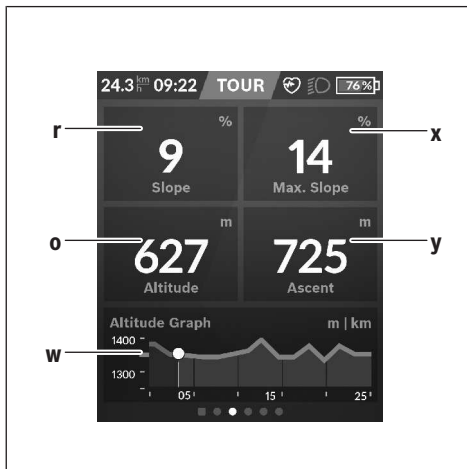 24.3 km/h 09:22 TOUR 76 %
r % % x
9 14
Slope Max. Slope
o m m y
627 725
Altitude Ascent
Altitude Graph m | km
w 1400
1300
05 15 25